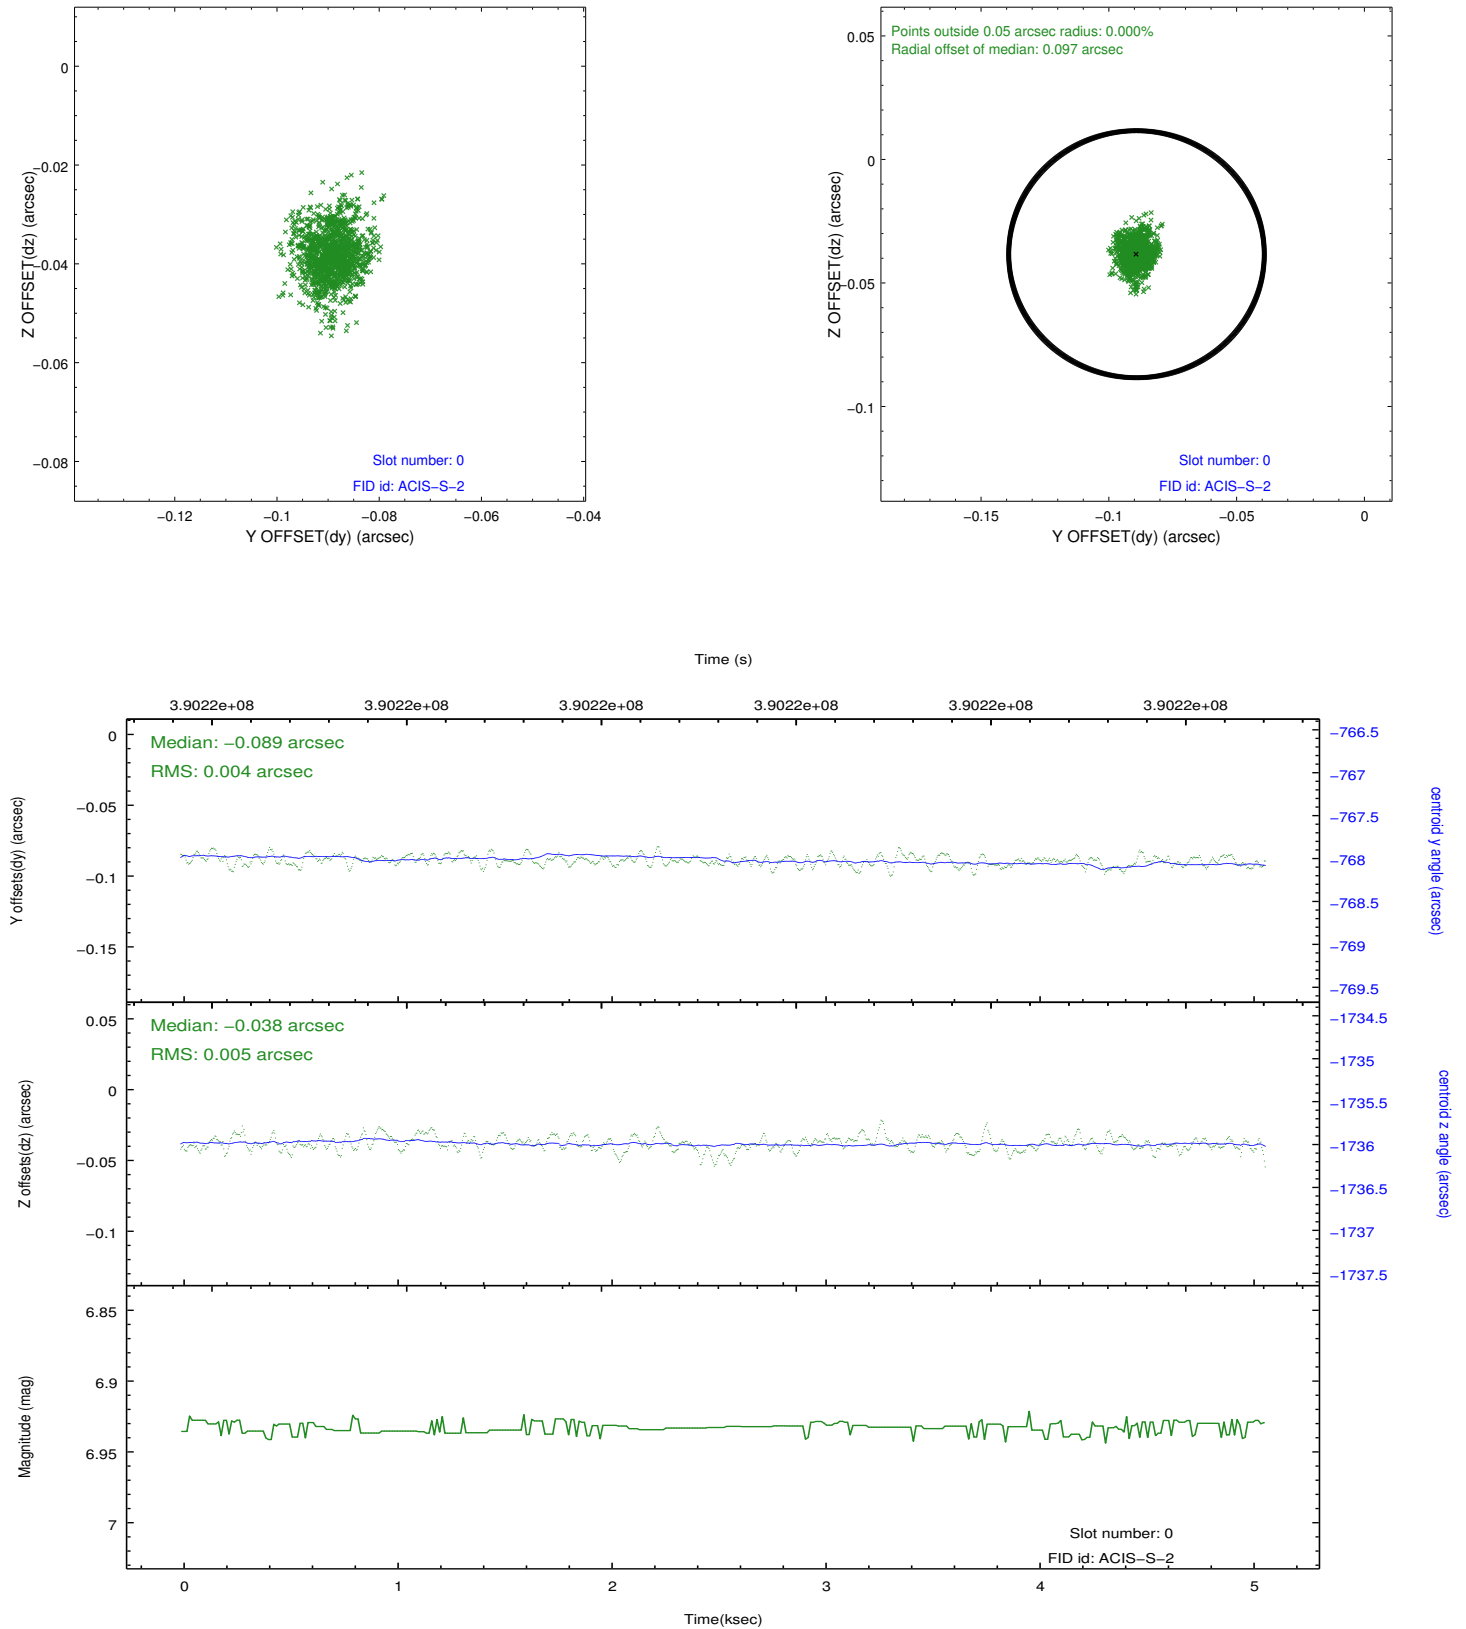 0
−0.02
−0.04
−0.06
−0.08
Z OFFSET(dz) (arcsec)
Slot number: 0
FID id: ACIS−S−2
−0.12
−0.1
−0.08
−0.06
−0.04
Y OFFSET(dy) (arcsec)
Points outside 0.05 arcsec radius: 0.000%
Radial offset of median: 0.097 arcsec
0.05
0
−0.05
−0.1
Z OFFSET(dz) (arcsec)
Slot number: 0
FID id: ACIS−S−2
−0.15
−0.1
−0.05
0
Y OFFSET(dy) (arcsec)
Time (s)
3.9022e+08
3.9022e+08
3.9022e+08
3.9022e+08
3.9022e+08
3.9022e+08
Median: −0.089 arcsec
RMS: 0.004 arcsec
0
−0.05
−0.1
−0.15
Y offsets(dy) (arcsec)
−766.5
−767
−767.5
−768
−768.5
−769
−769.5
centroid y angle (arcsec)
Median: −0.038 arcsec
RMS: 0.005 arcsec
0.05
0
−0.05
−0.1
Z offsets(dz) (arcsec)
−1734.5
−1735
−1735.5
−1736
−1736.5
−1737
−1737.5
centroid z angle (arcsec)
6.85
6.9
6.95
7
Magnitude (mag)
Slot number: 0
FID id: ACIS−S−2
0
1
2
3
4
5
Time(ksec)